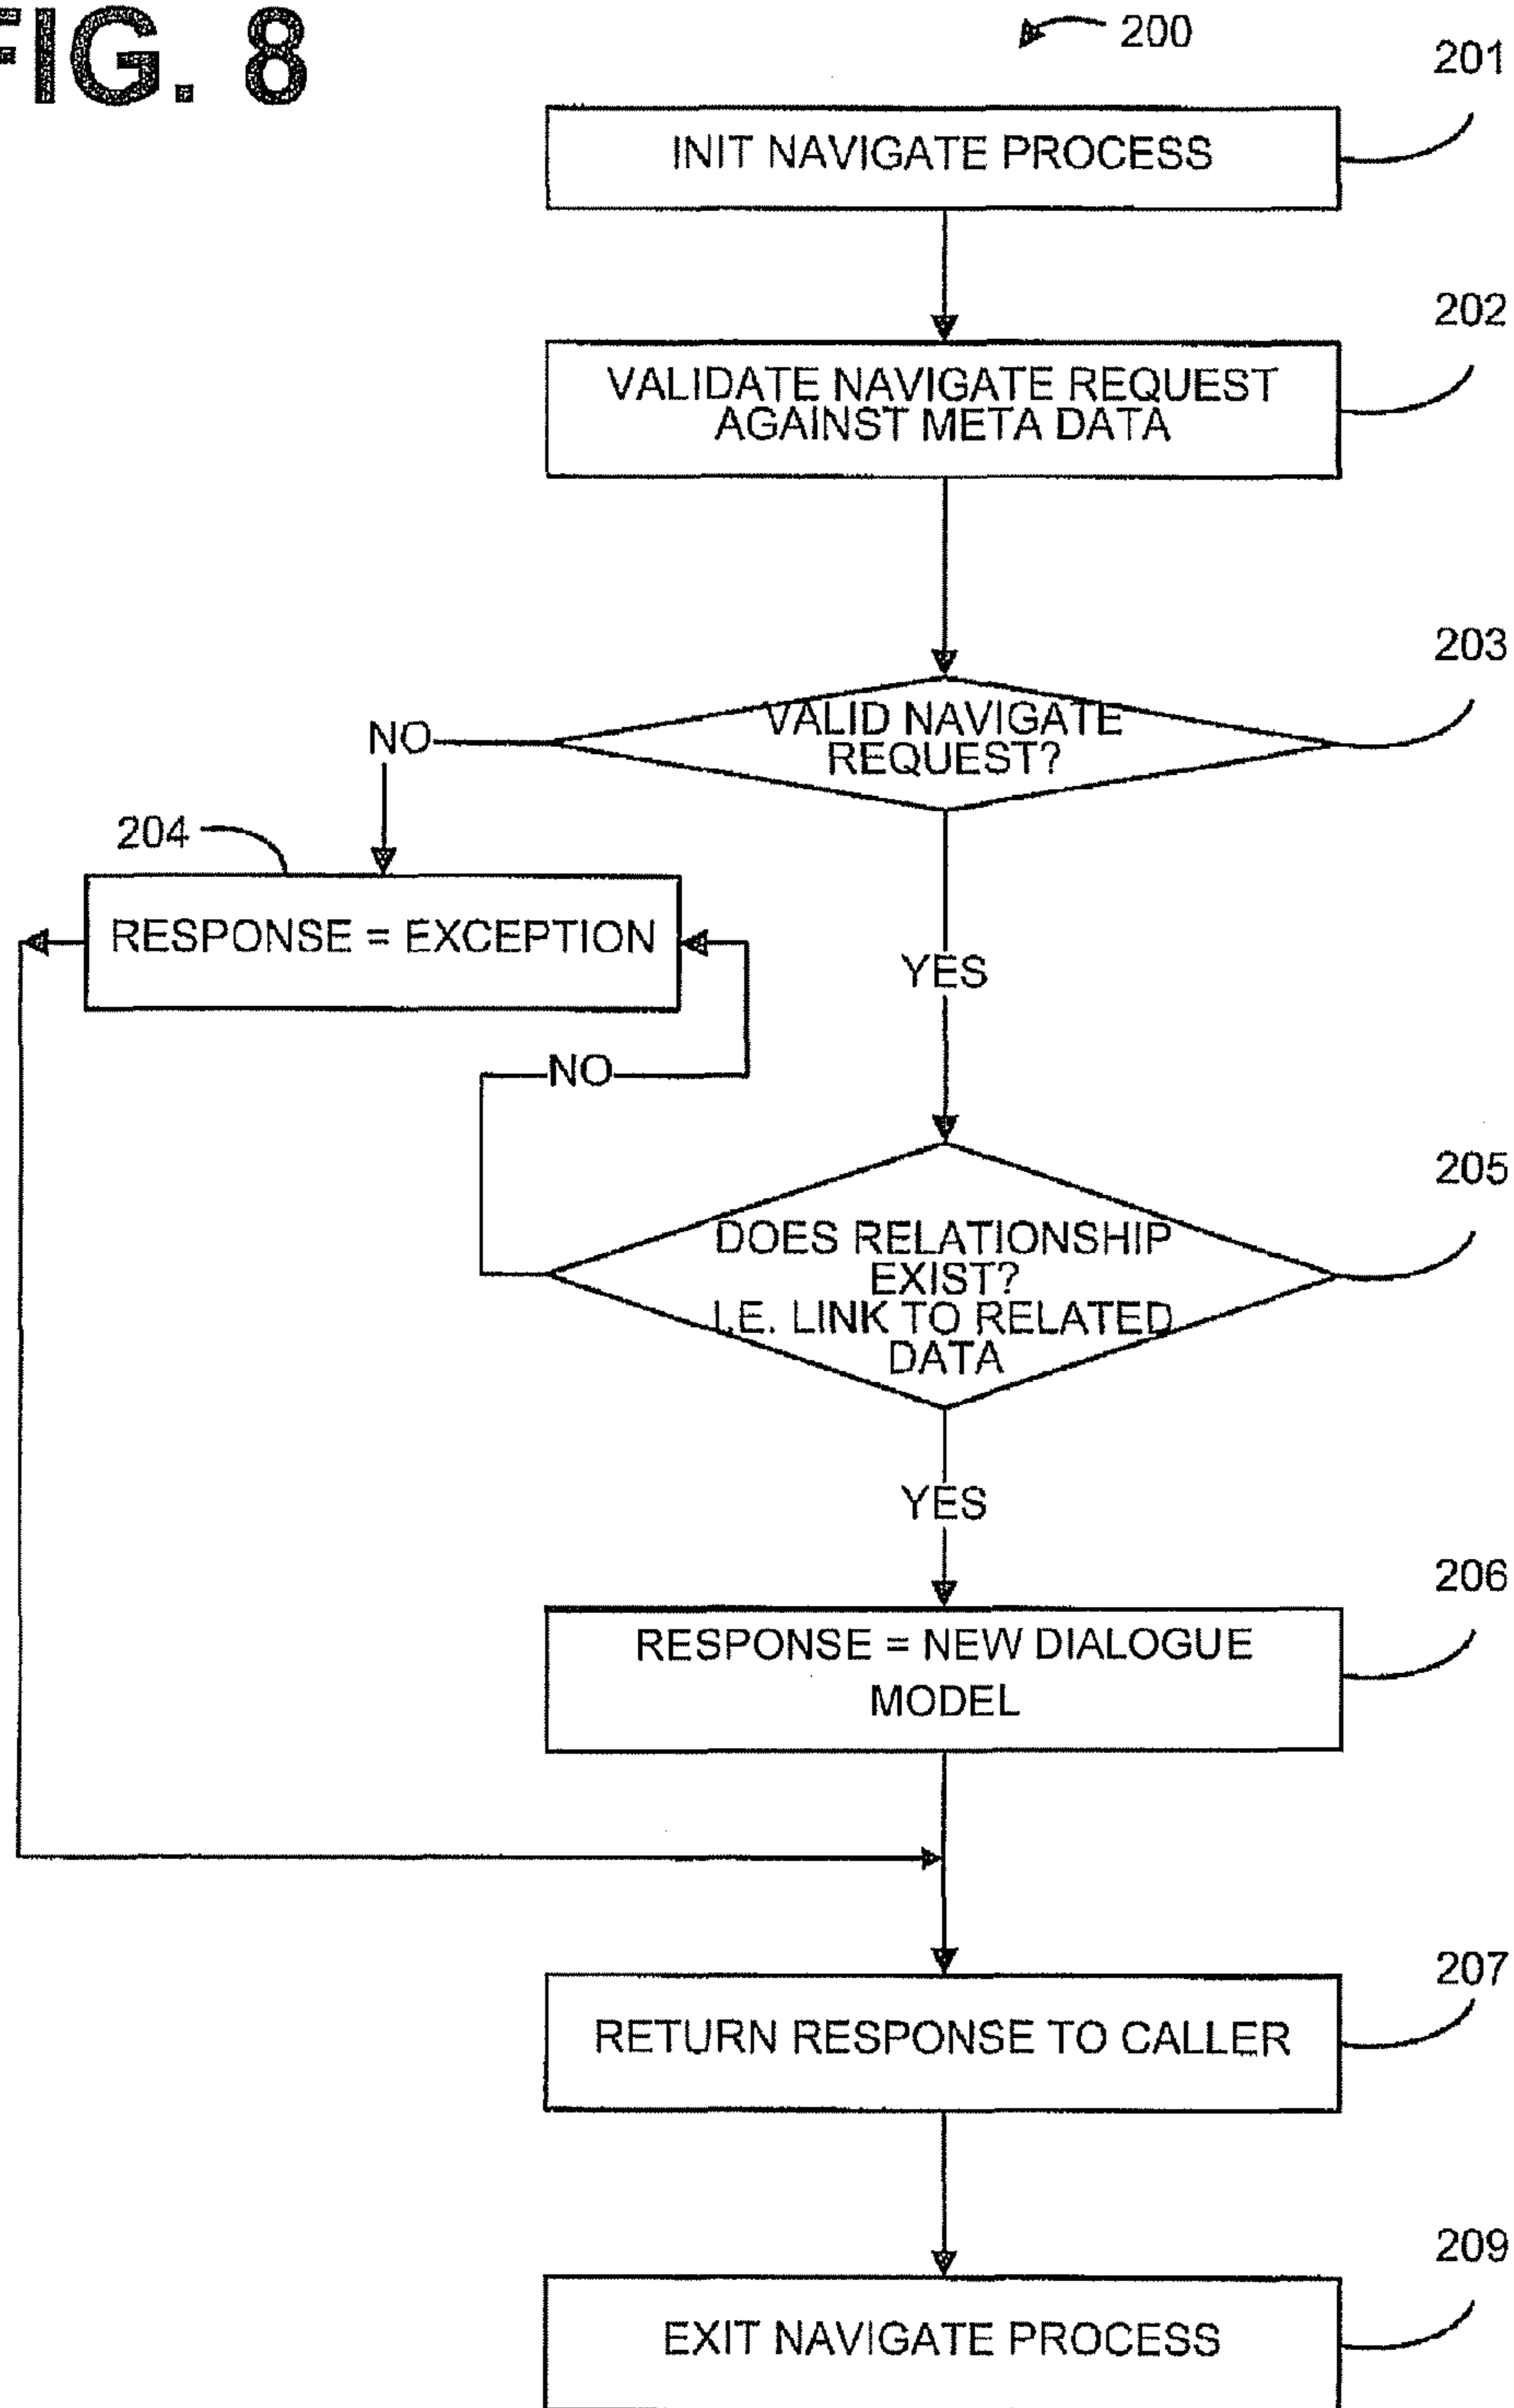 FIG. 8
200
201
INIT NAVIGATE PROCESS
202
VALIDATE NAVIGATE REQUEST
AGAINST META DATA
203
VALID NAVIGATE
REQUEST?
NO
204
RESPONSE = EXCEPTION
YES
NO
205
DOES RELATIONSHIP
EXIST?
I.E. LINK TO RELATED
DATA
YES
206
RESPONSE = NEW DIALOGUE
MODEL
207
RETURN RESPONSE TO CALLER
209
EXIT NAVIGATE PROCESS